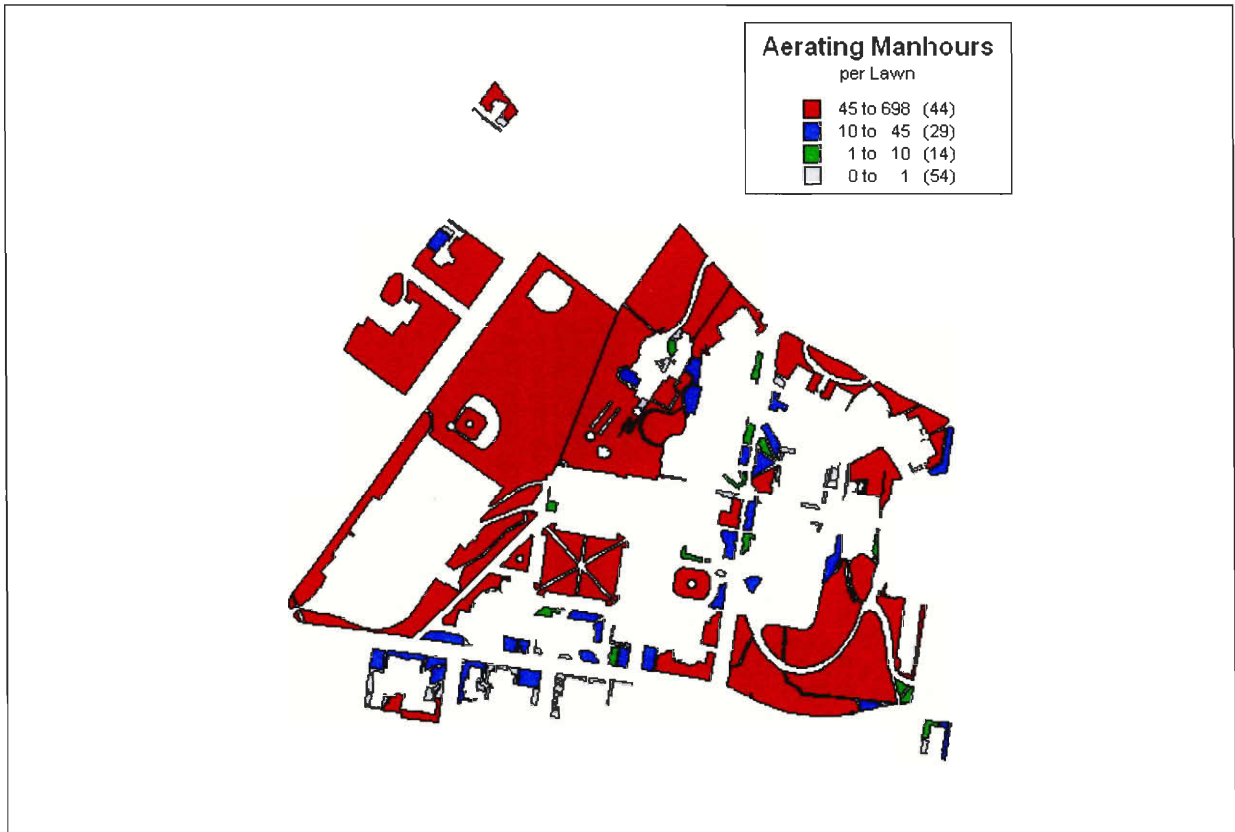 Aerating Manhours
per Lawn
45 to 698 (44)
10 to 45 (29)
1 to 10 (14)
0 to 1 (54)